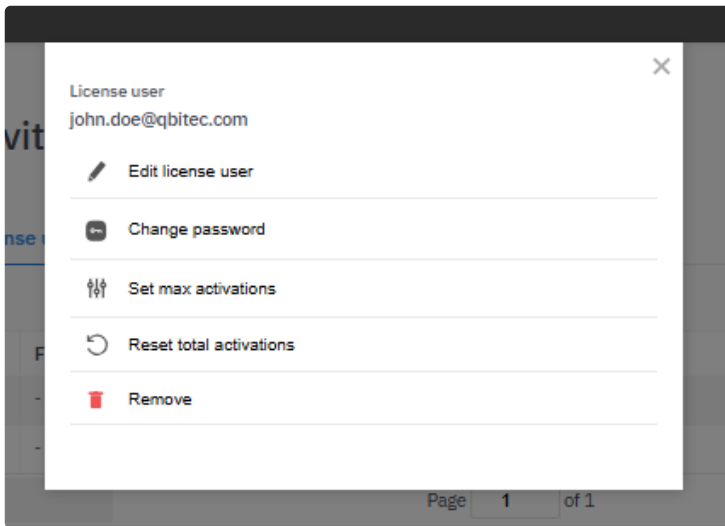 License user
john.doe@qbitec.com
Edit license user
Change password
Set max activations
Reset total activations
Remove
Page 1 of 1